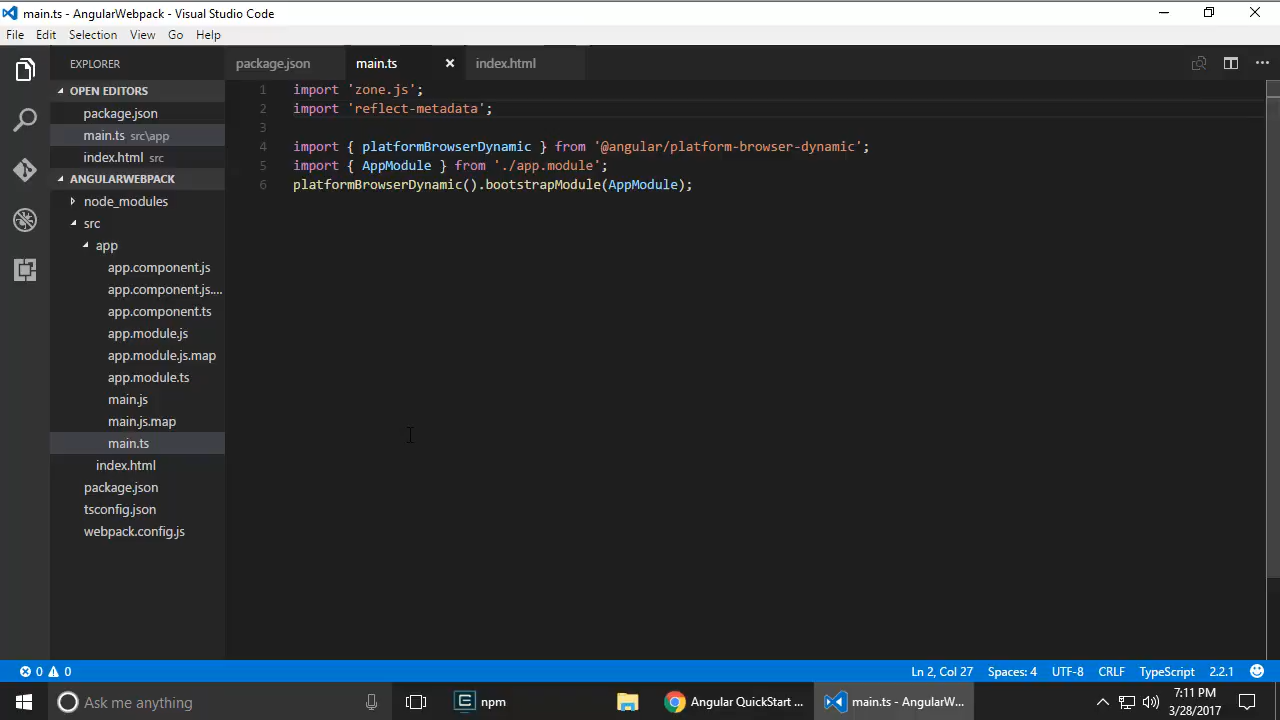 main.ts - AngularWebpack - Visual Studio Code
File Edit Selection View Go Help
EXPLORER
OPEN EDITORS
package.json
main.ts src\app
index.html src
ANGULARWEBPACK
node_modules
src
app
app.component.js
app.component.js....
app.component.ts
app.module.js
app.module.js.map
app.module.ts
main.js
main.js.map
main.ts
index.html
package.json
tsconfig.json
webpack.config.js
package.json main.ts index.html
1 import 'zone.js';
2 import 'reflect-metadata';
3
4 import { platformBrowserDynamic } from '@angular/platform-browser-dynamic';
5 import { AppModule } from './app.module';
6 platformBrowserDynamic().bootstrapModule(AppModule);
0 0 Ln 2, Col 27 Spaces: 4 UTF-8 CRLF TypeScript 2.2.1
Ask me anything npm Angular QuickStart ... main.ts - AngularW... 7:11 PM
3/28/2017